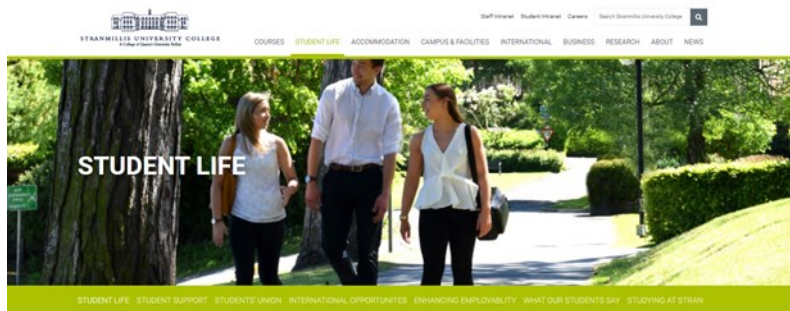 Staff Intranet Student Intranet Careers Search Stranmillis University College
STRANMILLIS UNIVERSITY COLLEGE
A College of Queen's University Belfast
COURSES STUDENT LIFE ACCOMMODATION CAMPUS & FACILITIES INTERNATIONAL BUSINESS RESEARCH ABOUT NEWS
STUDENT LIFE
STUDENT LIFE STUDENT SUPPORT STUDENTS' UNION INTERNATIONAL OPPORTUNITES ENHANCING EMPLOYABLITY WHAT OUR STUDENTS SAY STUDYING AT STRAN